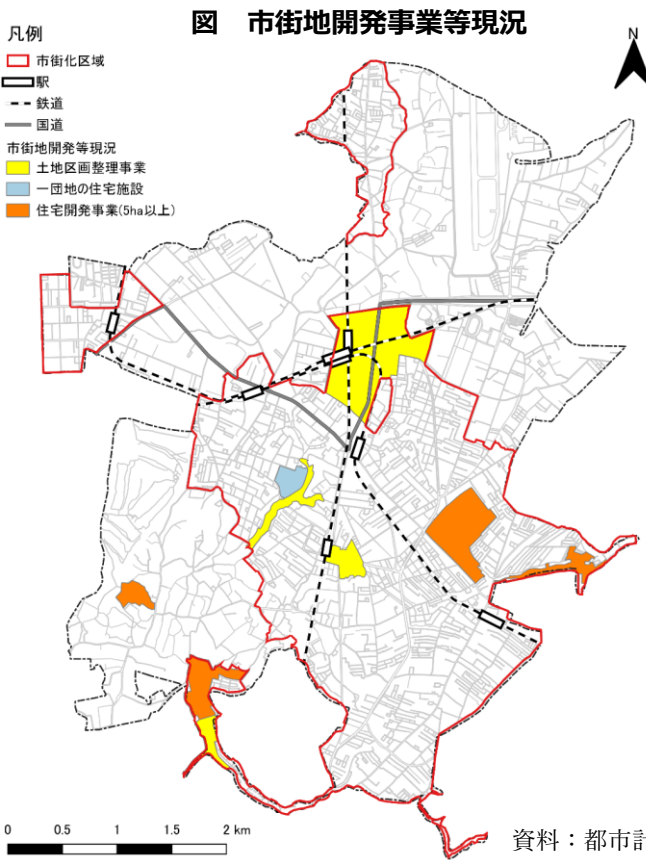 図 市街地開発事業等現況
凡例
市街化区域
駅
鉄道
国道
市街地開発等現況
土地区画整理事業
一団地の住宅施設
住宅開発事業(5ha以上)
N
0 0.5 1 1.5 2 km
資料：都市計